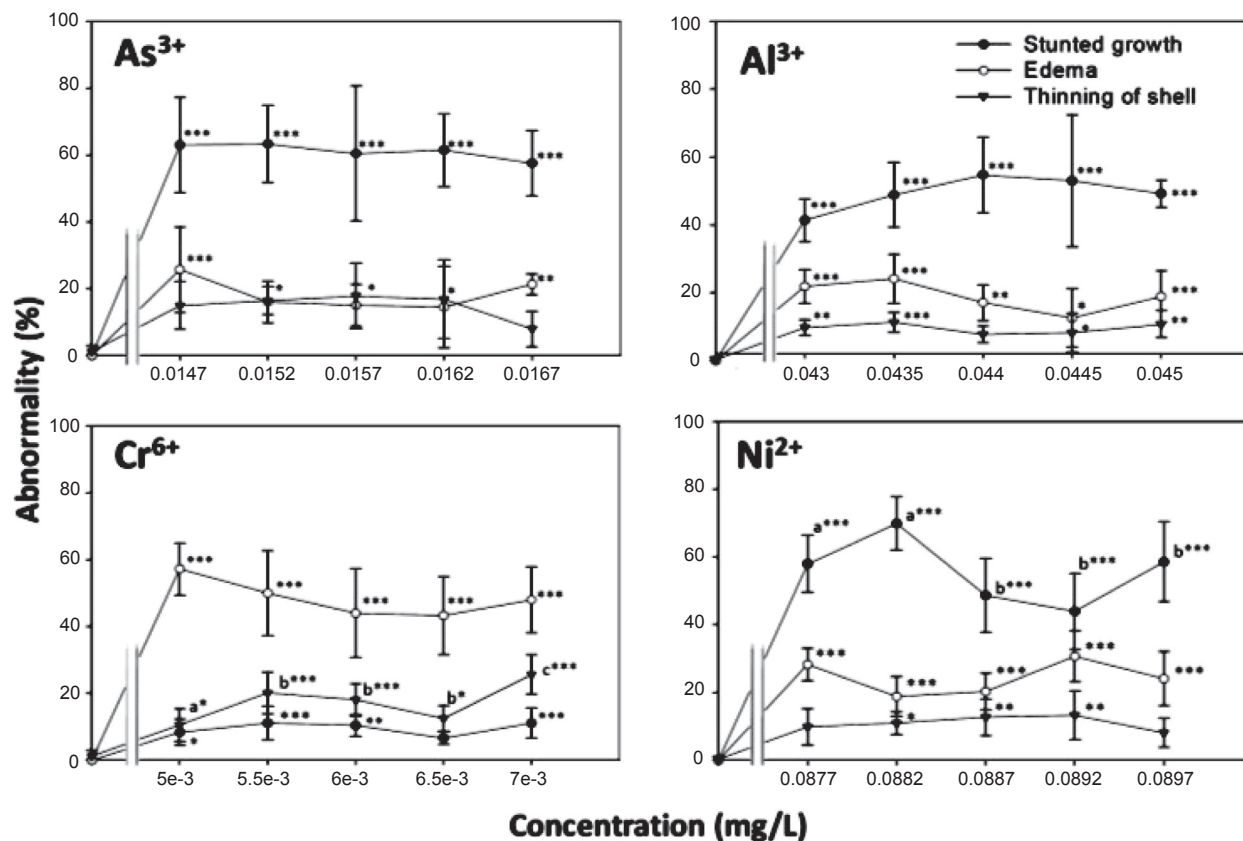 Abnormality (%)
As³⁺
100
80
60
40
20
0
***
***
***
***
***
***
*
*
*
**
0.0147 0.0152 0.0157 0.0162 0.0167
Al³⁺
Stunted growth
Edema
Thinning of shell
100
80
60
40
20
0
***
***
***
***
***
***
***
**
*
***
**
***
*
**
0.043 0.0435 0.044 0.0445 0.045
Cr⁶⁺
100
80
60
40
20
0
***
***
***
***
***
a*
b***
b***
b*
c***
*
***
**
***
5e-3 5.5e-3 6e-3 6.5e-3 7e-3
Ni²⁺
100
80
60
40
20
0
a***
a***
b***
b***
b***
***
***
***
***
***
*
**
**
0.0877 0.0882 0.0887 0.0892 0.0897
Concentration (mg/L)